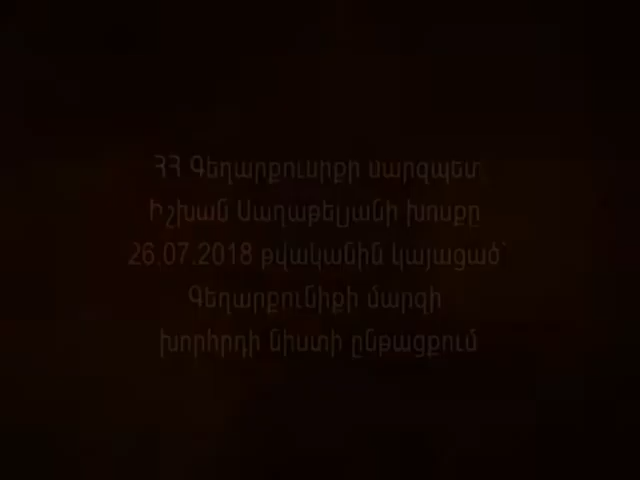 ՀՀ Գեղարքունիքի մարզպետ
Իշխան Սաղաթելյանի խոսքը
26.07.2018 թվականին կայացած՝
Գեղարքունիքի մարզի
խորհրդի նիստի ընթացքում